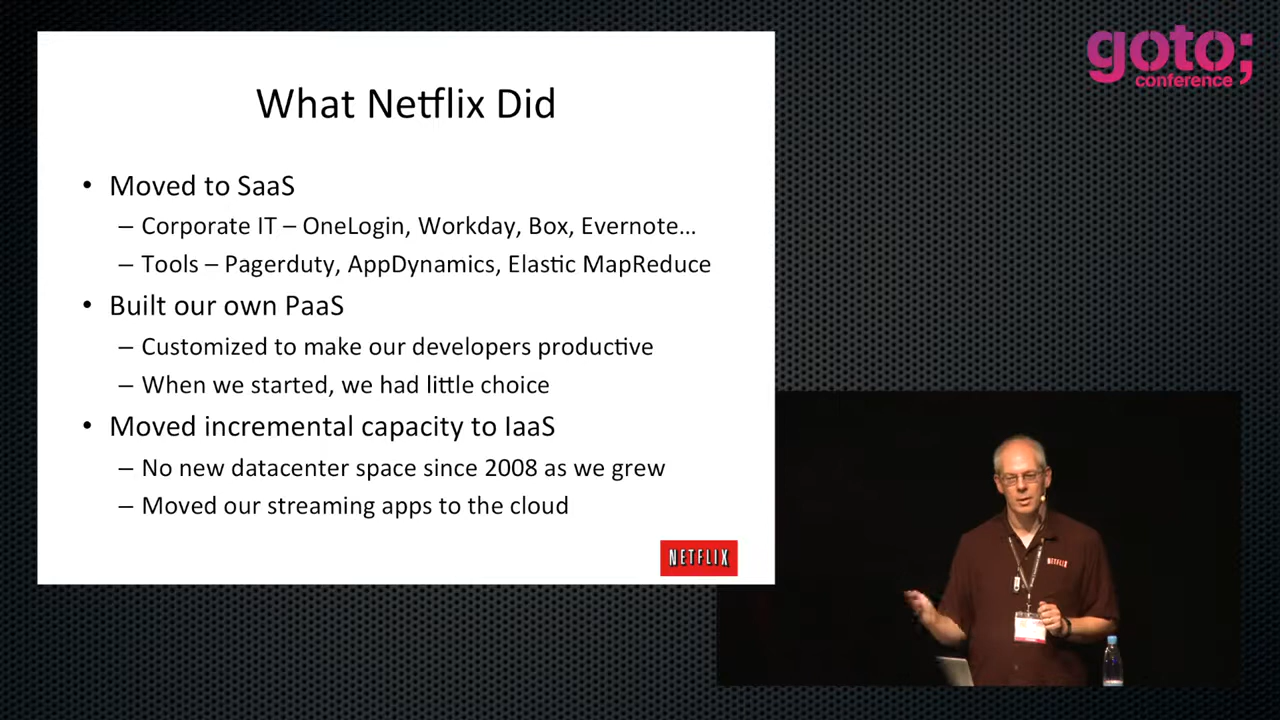 What Netflix Did
• Moved to SaaS
– Corporate IT – OneLogin, Workday, Box, Evernote…
– Tools – Pagerduty, AppDynamics, Elastic MapReduce
• Built our own PaaS
– Customized to make our developers productive
– When we started, we had little choice
• Moved incremental capacity to IaaS
– No new datacenter space since 2008 as we grew
– Moved our streaming apps to the cloud
NETFLIX
goto;
conference
NETFLIX